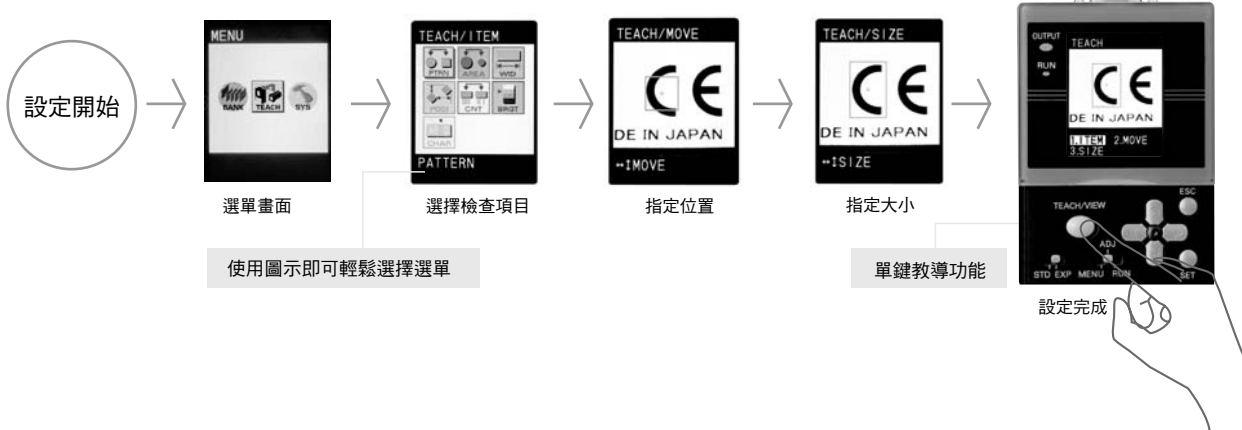 設定開始
MENU
BANK TEACH SYS
選單畫面
TEACH/ITEM
PTRN AREA WID
POSI CNT BRGT
CHAR
PATTERN
選擇檢查項目
使用圖示即可輕鬆選擇選單
TEACH/MOVE
CE
DE IN JAPAN
↔↕MOVE
指定位置
TEACH/SIZE
CE
DE IN JAPAN
↔↕SIZE
指定大小
單鍵教導功能
OUTPUT
RUN
TEACH
CE
DE IN JAPAN
1.ITEM 2.MOVE
3.SIZE
ESC
TEACH/VIEW
ADJ
STD EXP MENU RUN SET
設定完成